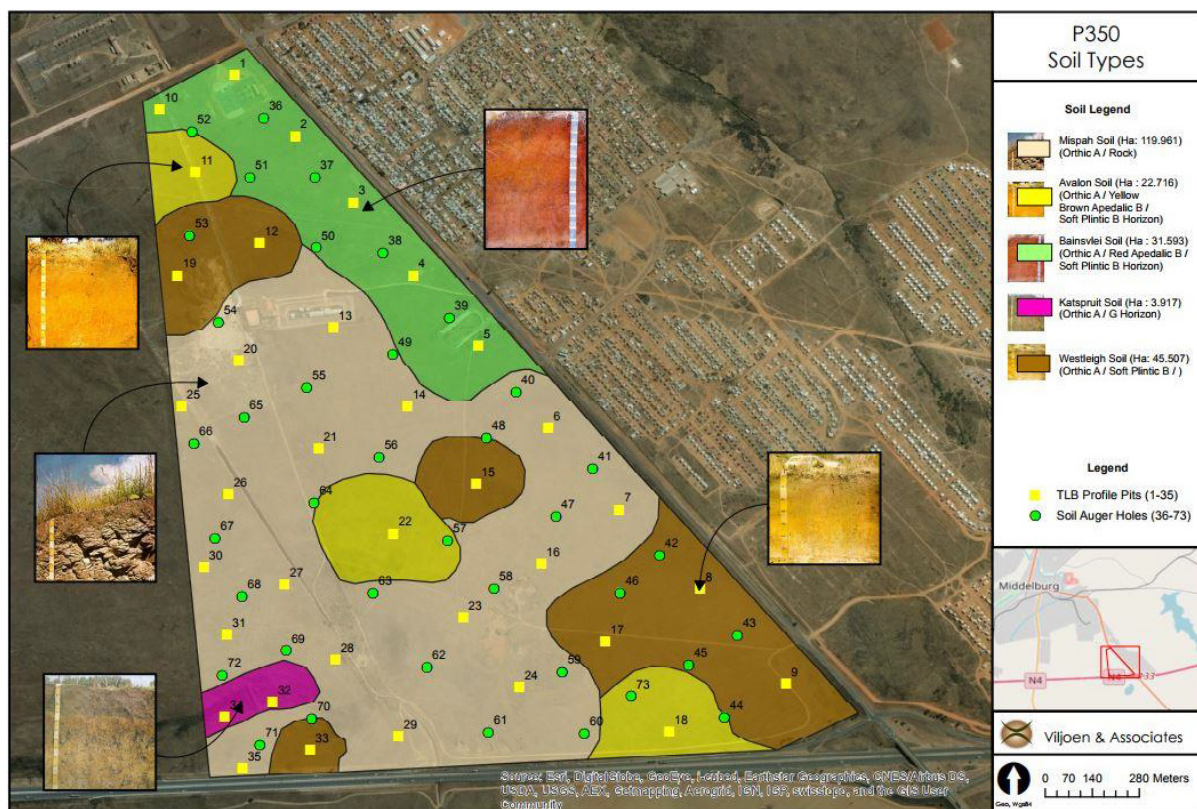 P350
Soil Types
Soil Legend
Mispah Soil (Ha: 119.961)
(Orthic A / Rock)
Avalon Soil (Ha : 22.716)
(Orthic A / Yellow
Brown Apedalic B /
Soft Plintic B Horizon)
Bainsvlei Soil (Ha : 31.593)
(Orthic A / Red Apedalic B /
Soft Plintic B Horizon)
Katspruit Soil (Ha : 3.917)
(Orthic A / G Horizon)
Westleigh Soil (Ha: 45.507)
(Orthic A / Soft Plintic B / )
Legend
TLB Profile Pits (1-35)
Soil Auger Holes (36-73)
Middelburg
N4
N4
P33
Viljoen & Associates
0 70 140 280 Meters
1
10
36
52
2
11
51
37
3
53
12
50
38
19
4
54
39
13
5
20
49
55
40
25
14
65
6
66
48
21
56
41
15
26
64
47
7
67
22
57
42
30
16
27
63
58
8
68
46
23
31
43
17
69
28
62
45
72
59
24
9
32
73
34
70
44
71
33
29
61
60
18
35
Source: Esri, DigitalGlobe, GeoEye, i-cubed, Earthstar Geographics, CNES/Airbus DS,
USDA, USGS, AEX, Getmapping, Aerogrid, IGN, IGP, swisstopo, and the GIS User
Community